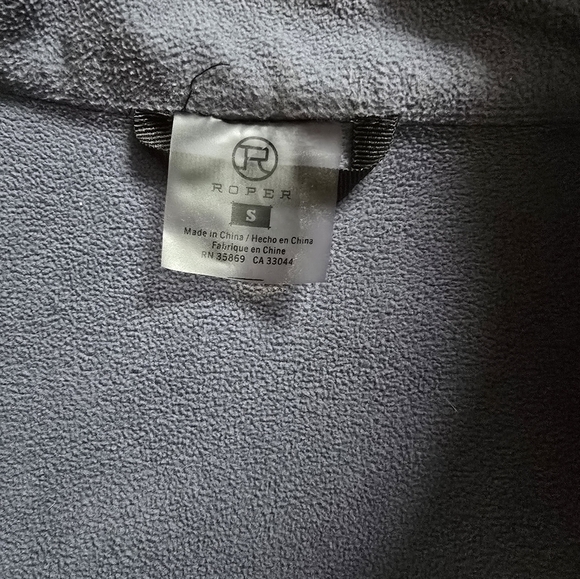 R
ROPER
S
Made in China / Hecho en China
Fabrique en Chine
RN 35869 CA 33044